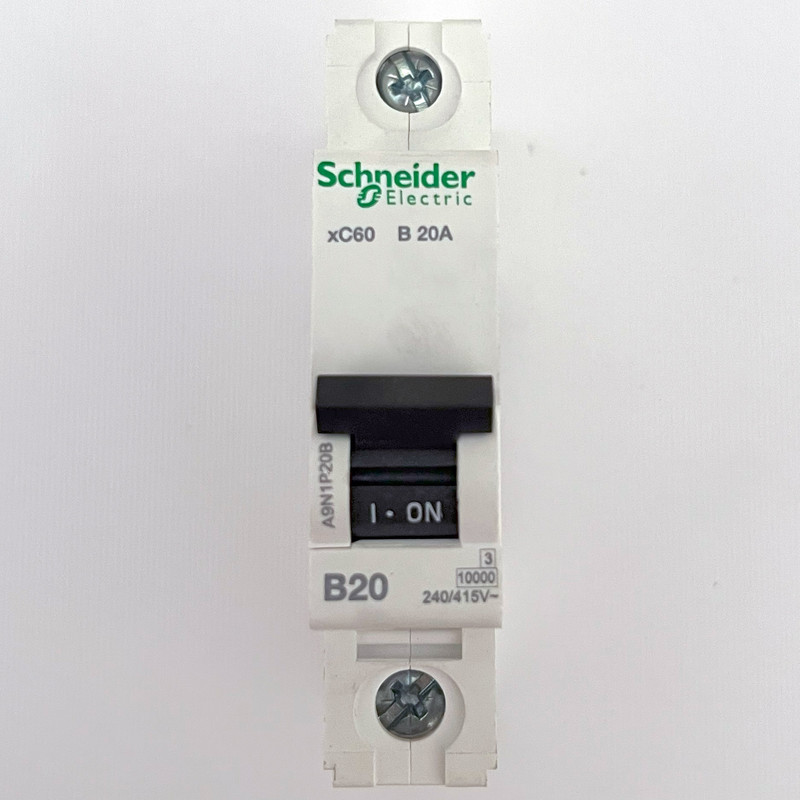 Schneider
Electric
xC60 B 20A
A9N1P20B
I • ON
B20
3
10000
240/415V~